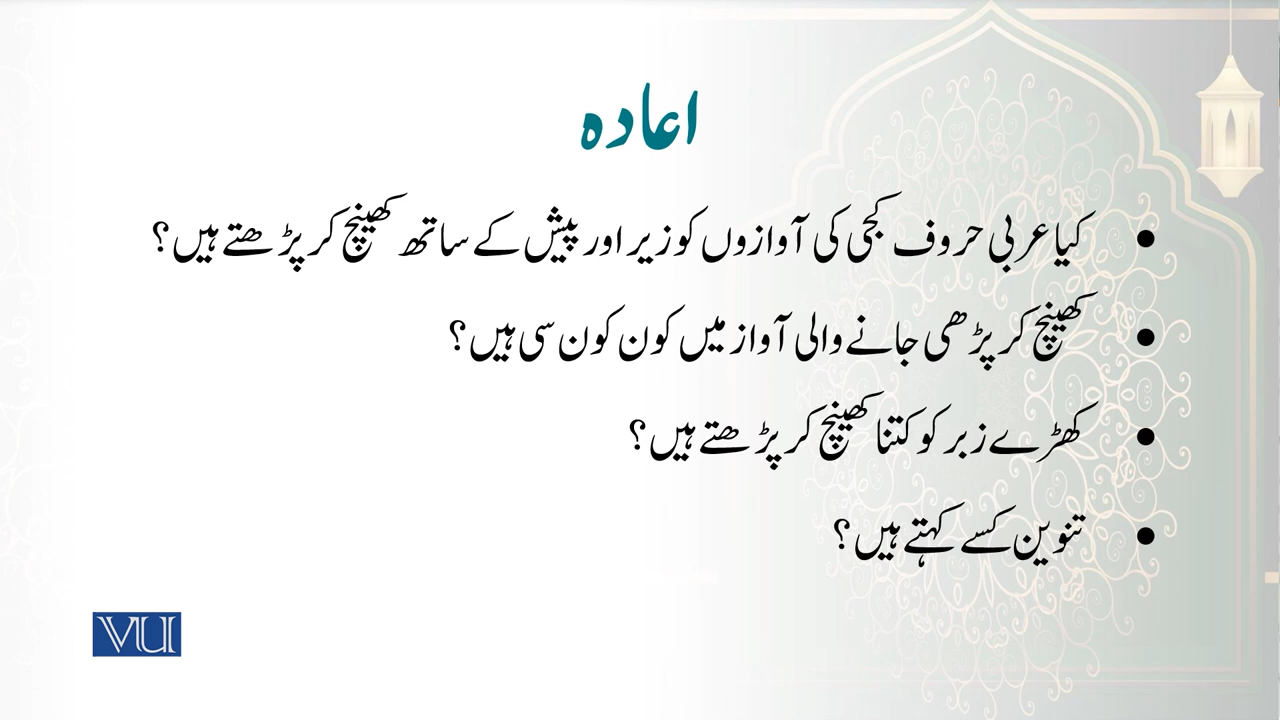 اعادہ
کیا عربی حروف کجی کی آوازوں کو زیر اور پیش کے ساتھ کھینچ کر پڑھتے ہیں؟
کھینچ کر پڑھی جانے والی آواز میں کون کون سی ہیں؟
کھڑے زبر کو کتنا کھینچ کر پڑھتے ہیں؟
تنوین کسے کہتے ہیں؟
VU